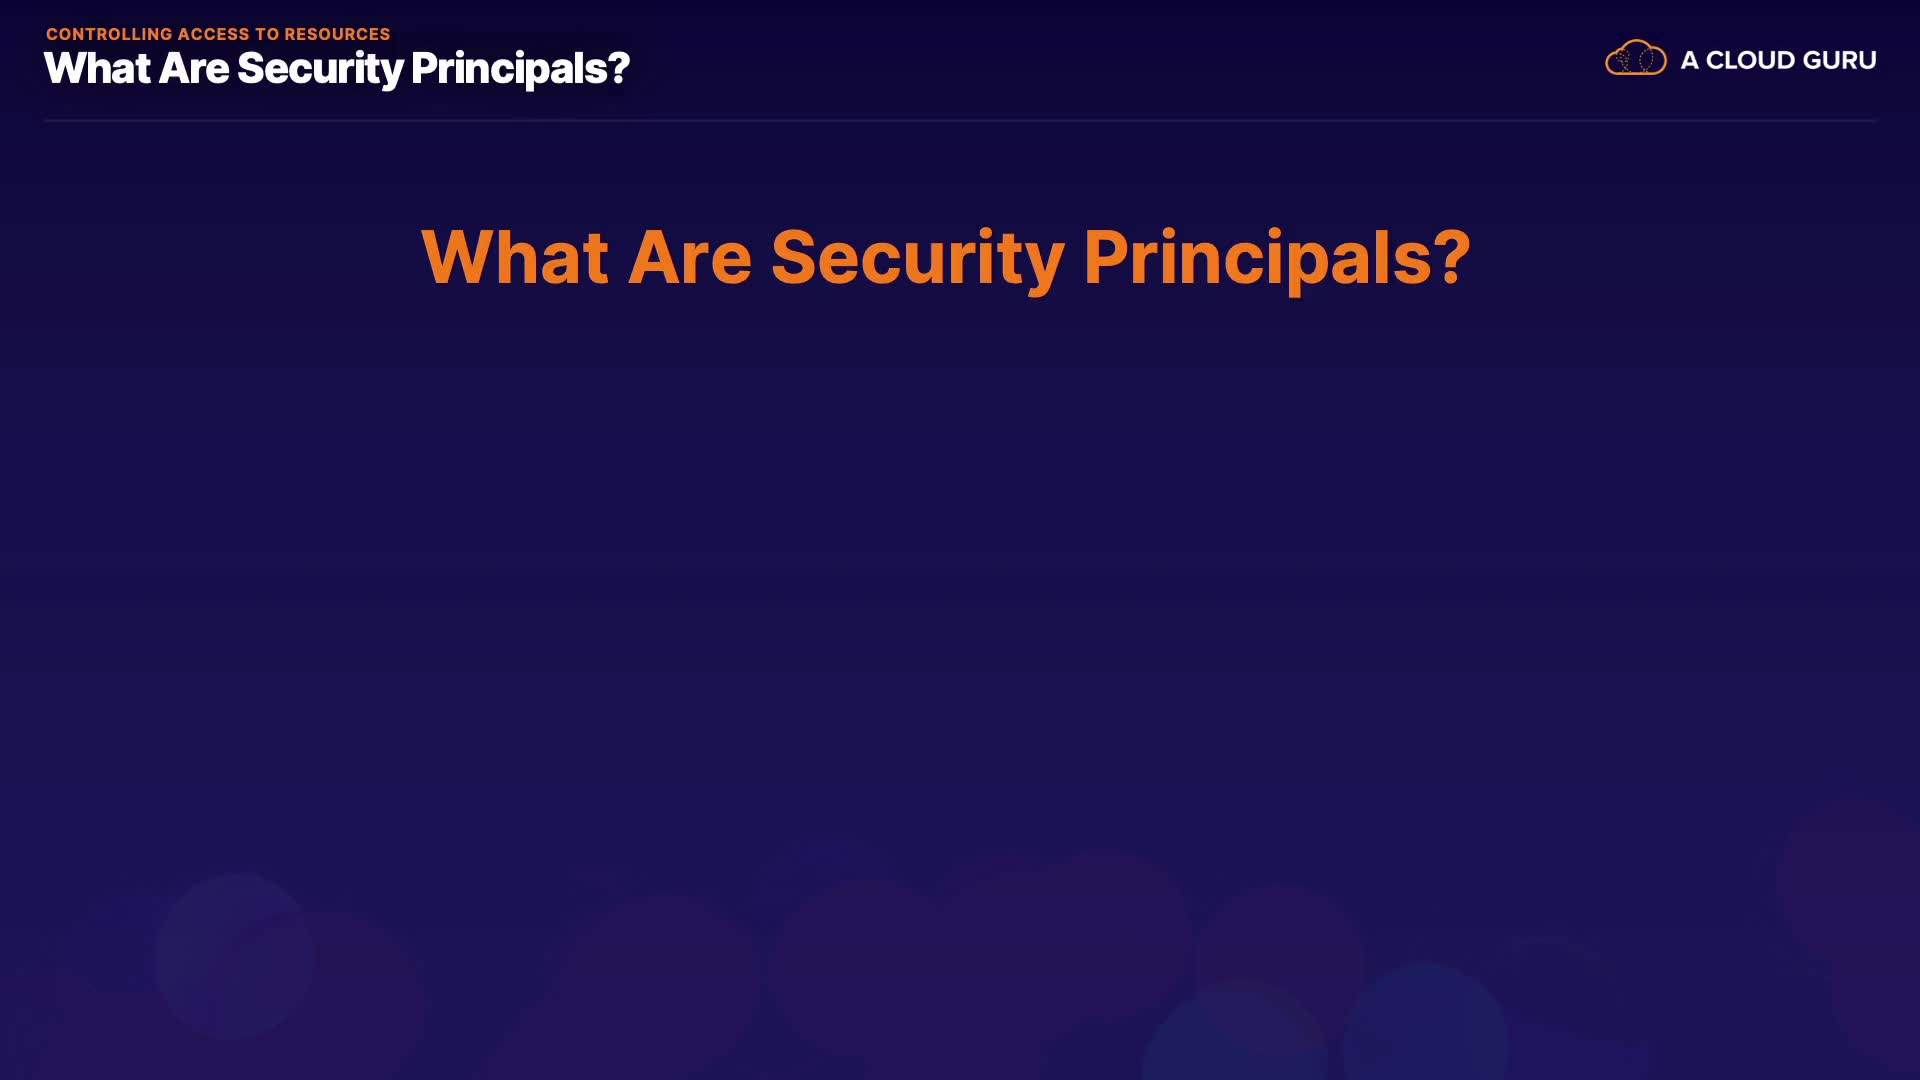 CONTROLLING ACCESS TO RESOURCES
What Are Security Principals?
A CLOUD GURU
What Are Security Principals?